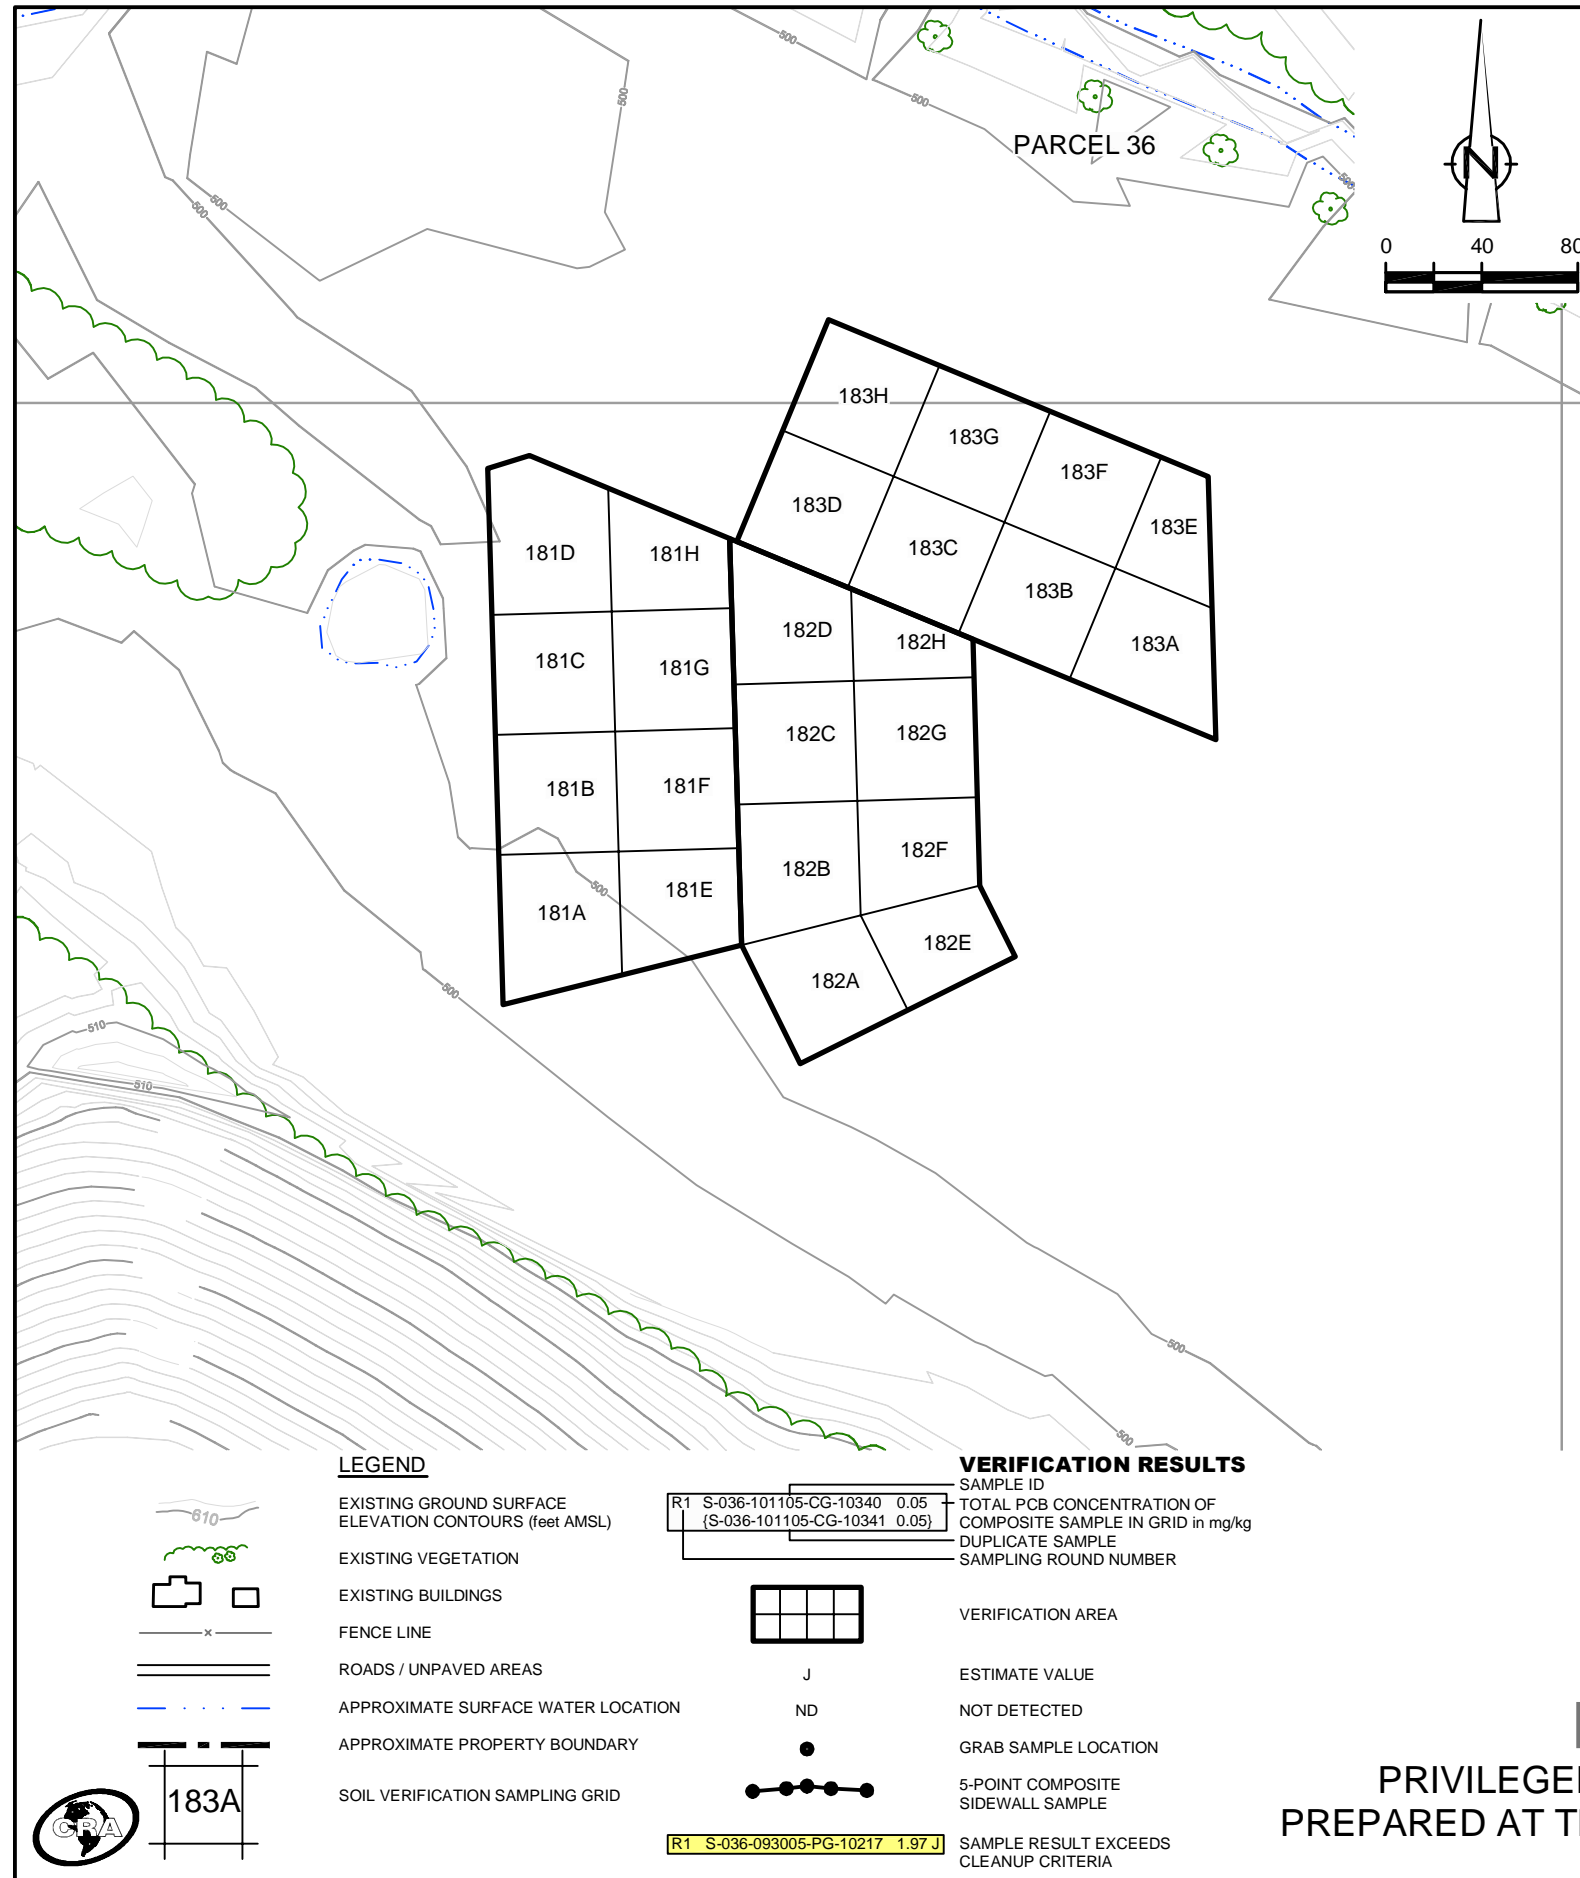 500
500
500
PARCEL 36
500
500
500
N
0 40 80
183H
183G
183F
183E
183D
183C
183B
183A
181D
181H
181C
181G
181B
181F
181A
181E
182D
182H
182C
182G
182B
182F
182A
182E
500
500
510
510
500
500
LEGEND
EXISTING GROUND SURFACE
ELEVATION CONTOURS (feet AMSL)
610
EXISTING VEGETATION
EXISTING BUILDINGS
x
FENCE LINE
ROADS / UNPAVED AREAS
APPROXIMATE SURFACE WATER LOCATION
APPROXIMATE PROPERTY BOUNDARY
183A
SOIL VERIFICATION SAMPLING GRID
CRA
VERIFICATION RESULTS
SAMPLE ID
R1 S-036-101105-CG-10340 0.05
{S-036-101105-CG-10341 0.05}
TOTAL PCB CONCENTRATION OF
COMPOSITE SAMPLE IN GRID in mg/kg
DUPLICATE SAMPLE
SAMPLING ROUND NUMBER
VERIFICATION AREA
J ESTIMATE VALUE
ND NOT DETECTED
GRAB SAMPLE LOCATION
5-POINT COMPOSITE
SIDEWALL SAMPLE
R1 S-036-093005-PG-10217 1.97 J
SAMPLE RESULT EXCEEDS
CLEANUP CRITERIA
PRIVILEGE
PREPARED AT T